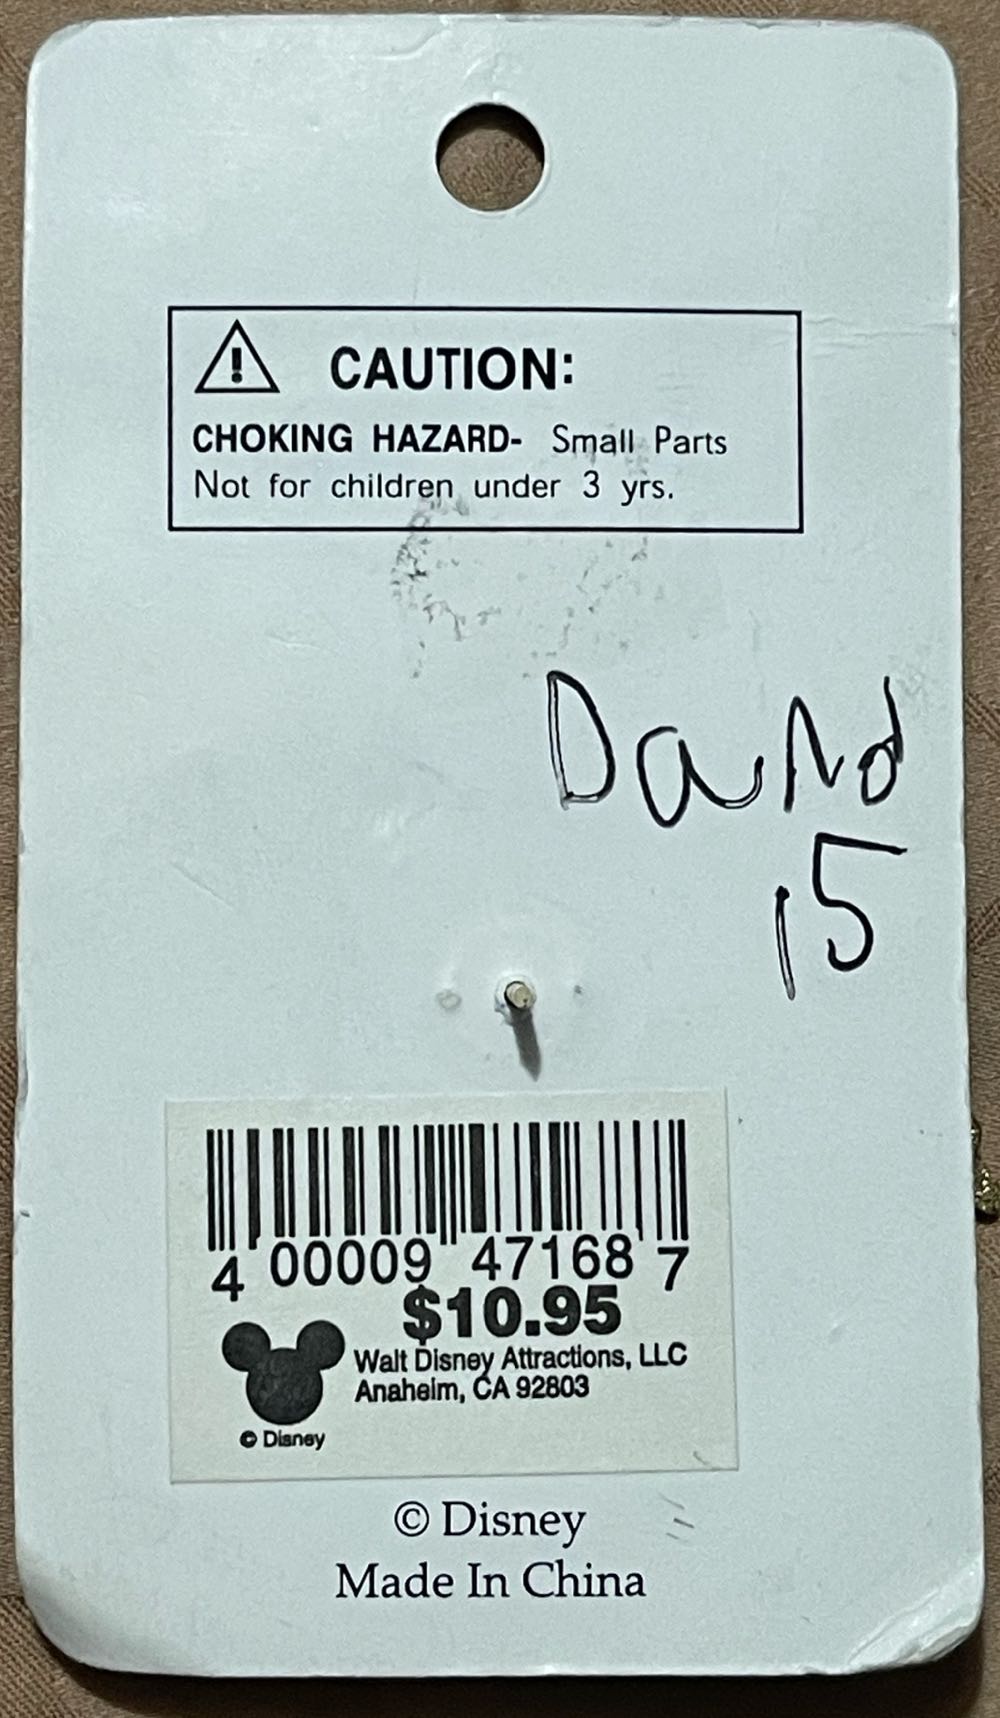 CAUTION:
CHOKING HAZARD- Small Parts
Not for children under 3 yrs.
15
4 00009 47168 7
$10.95
Walt Disney Attractions, LLC
Anaheim, CA 92803
© Disney
© Disney
Made In China